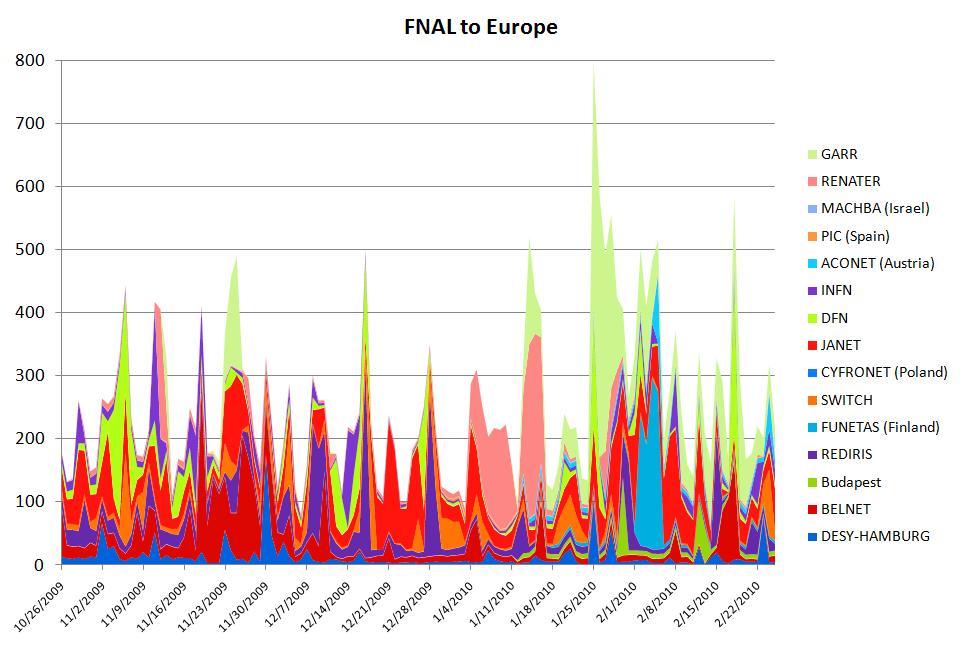 FNAL to Europe
800
700
600
500
400
300
200
100
0
10/26/2009
11/2/2009
11/9/2009
11/16/2009
11/23/2009
11/30/2009
12/7/2009
12/14/2009
12/21/2009
12/28/2009
1/4/2010
1/11/2010
1/18/2010
1/25/2010
2/1/2010
2/8/2010
2/15/2010
2/22/2010
GARR
RENATER
MACHBA (Israel)
PIC (Spain)
ACONET (Austria)
INFN
DFN
JANET
CYFRONET (Poland)
SWITCH
FUNETAS (Finland)
REDIRIS
Budapest
BELNET
DESY-HAMBURG